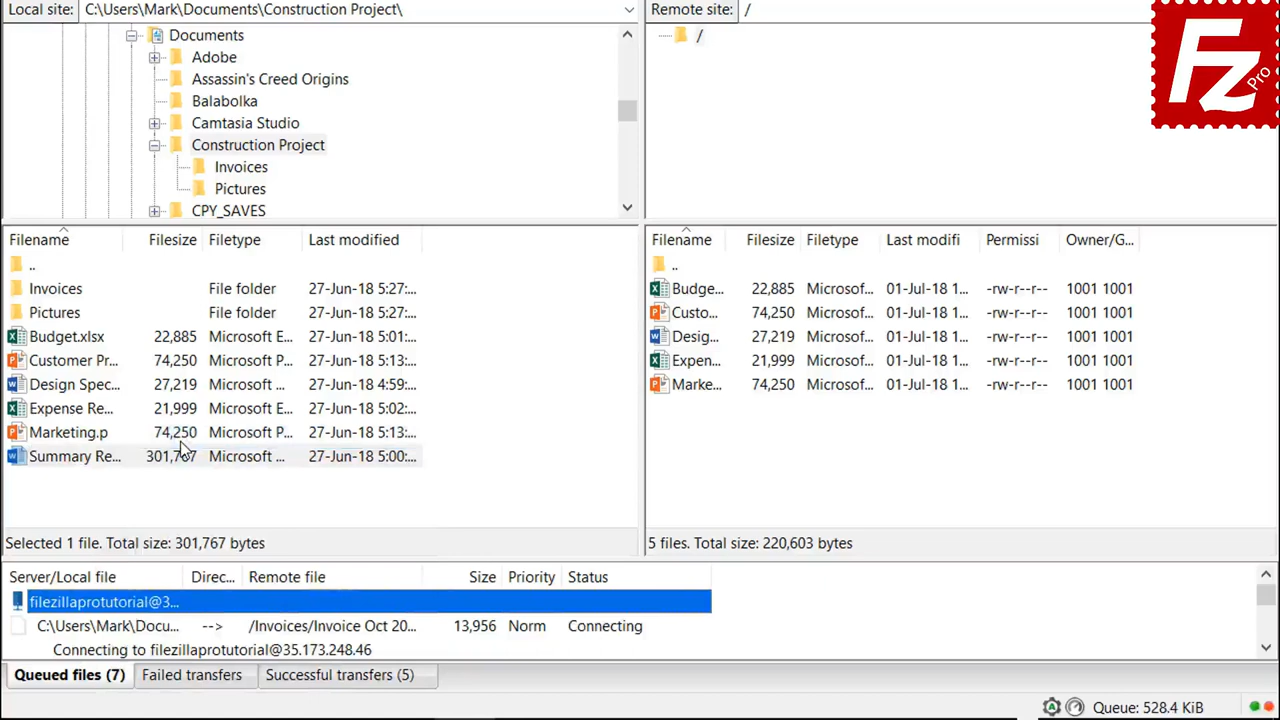 Local site: C:\Users\Mark\Documents\Construction Project\
Documents
Adobe
Assassin's Creed Origins
Balabolka
Camtasia Studio
Construction Project
Invoices
Pictures
CPY_SAVES
Remote site: /
/
Fz Pro
Filename Filesize Filetype Last modified
..
Invoices File folder 27-Jun-18 5:27:...
Pictures File folder 27-Jun-18 5:27:...
Budget.xlsx 22,885 Microsoft E... 27-Jun-18 5:01:...
Customer Pr... 74,250 Microsoft P... 27-Jun-18 5:13:...
Design Spec... 27,219 Microsoft ... 27-Jun-18 4:59:...
Expense Re... 21,999 Microsoft E... 27-Jun-18 5:02:...
Marketing.p 74,250 Microsoft P... 27-Jun-18 5:13:...
Summary Re... 301,767 Microsoft ... 27-Jun-18 5:00:...
Selected 1 file. Total size: 301,767 bytes
Filename Filesize Filetype Last modifi Permissi Owner/G...
..
Budge... 22,885 Microsof... 01-Jul-18 1... -rw-r--r-- 1001 1001
Custo... 74,250 Microsof... 01-Jul-18 1... -rw-r--r-- 1001 1001
Desig... 27,219 Microsof... 01-Jul-18 1... -rw-r--r-- 1001 1001
Expen... 21,999 Microsof... 01-Jul-18 1... -rw-r--r-- 1001 1001
Marke... 74,250 Microsof... 01-Jul-18 1... -rw-r--r-- 1001 1001
5 files. Total size: 220,603 bytes
Server/Local file Direc... Remote file Size Priority Status
filezillaprotutorial@3...
C:\Users\Mark\Docu... --> /Invoices/Invoice Oct 20... 13,956 Norm Connecting
Connecting to filezillaprotutorial@35.173.248.46
Queued files (7) Failed transfers Successful transfers (5)
Queue: 528.4 KiB